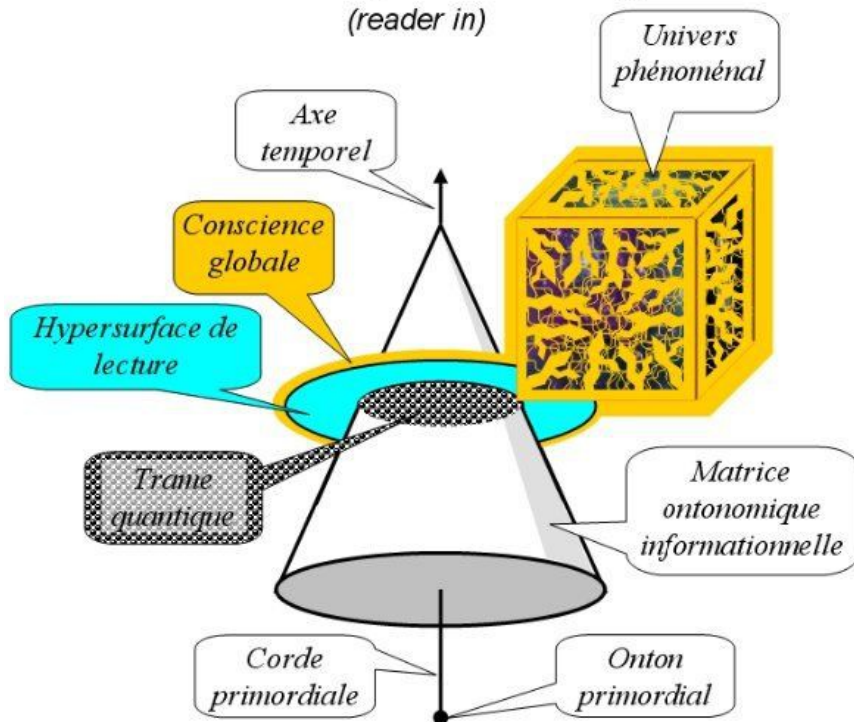 (reader in)
Univers
phénoménal
Axe
temporel
Conscience
globale
Hypersurface de
lecture
Trame
quantique
Matrice
ontonomique
informationnelle
Corde
primordiale
Onton
primordial